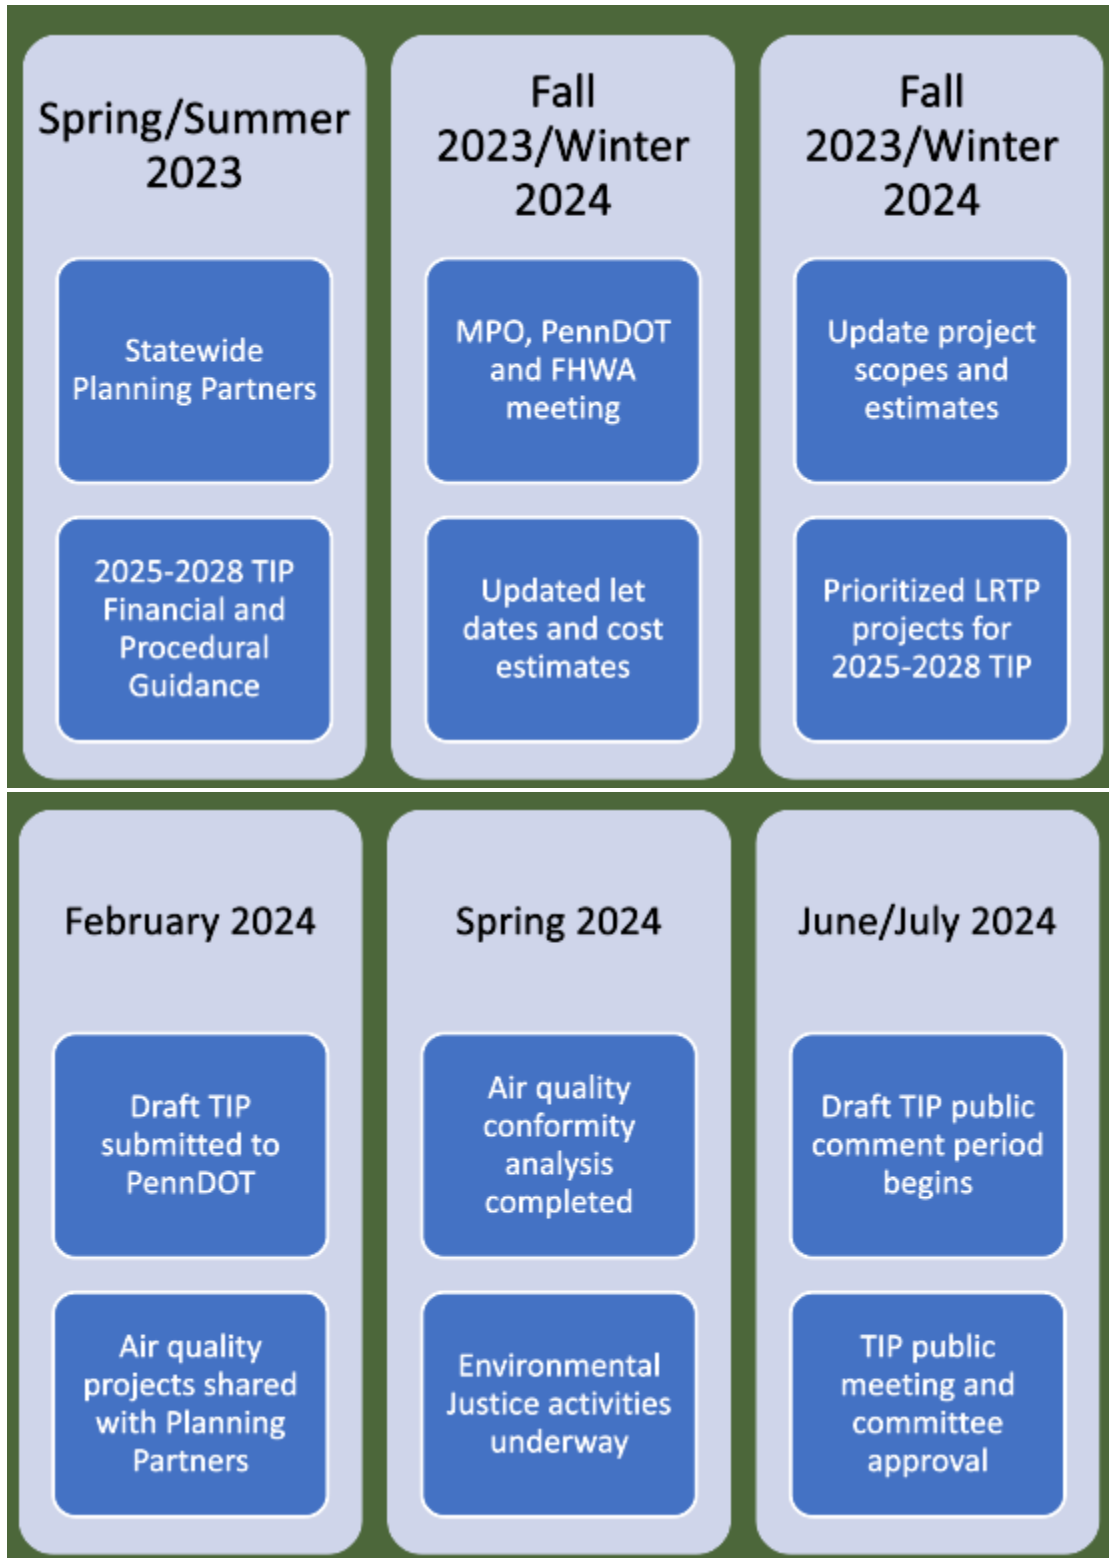 Spring/Summer
2023
Statewide
Planning Partners
2025-2028 TIP
Financial and
Procedural
Guidance
Fall
2023/Winter
2024
MPO, PennDOT
and FHWA
meeting
Updated let
dates and cost
estimates
Fall
2023/Winter
2024
Update project
scopes and
estimates
Prioritized LRTP
projects for
2025-2028 TIP
February 2024
Draft TIP
submitted to
PennDOT
Air quality
projects shared
with Planning
Partners
Spring 2024
Air quality
conformity
analysis
completed
Environmental
Justice activities
underway
June/July 2024
Draft TIP public
comment period
begins
TIP public
meeting and
committee
approval